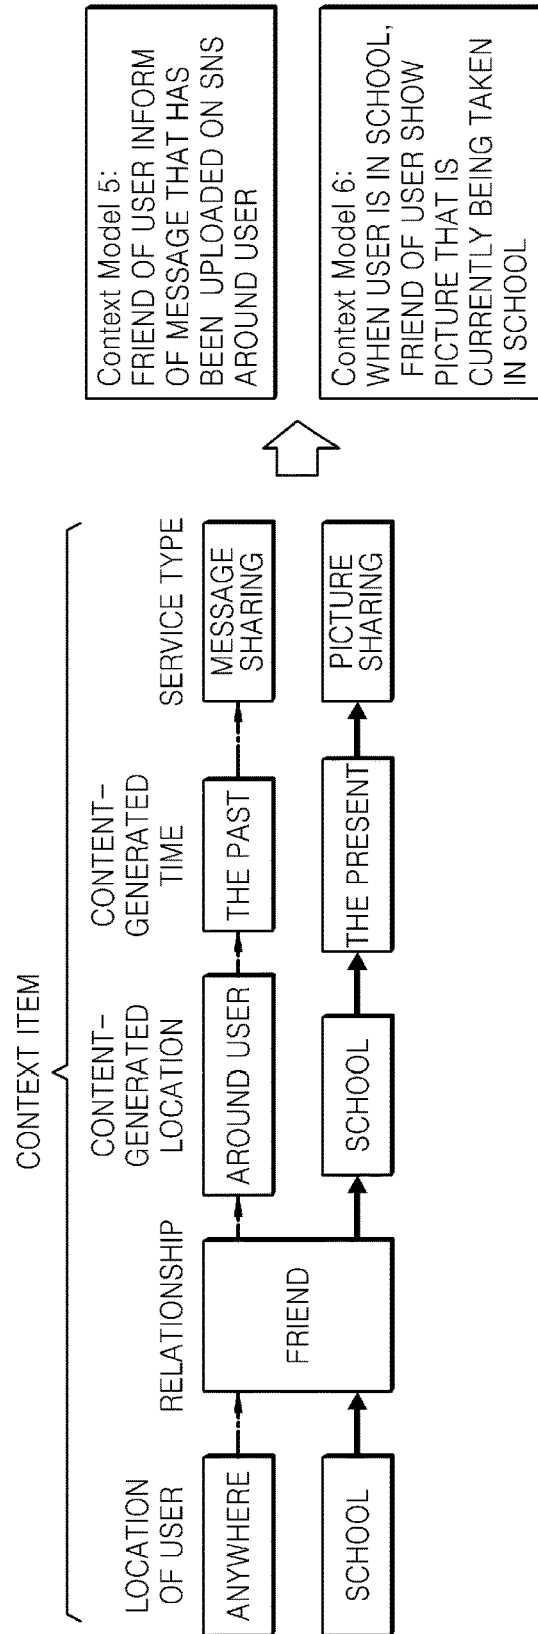 CONTEXT ITEM
LOCATION
OF USER
RELATIONSHIP
CONTENT-
GENERATED
LOCATION
CONTENT-
GENERATED
TIME
SERVICE TYPE
ANYWHERE
FRIEND
AROUND USER
THE PAST
MESSAGE
SHARING
SCHOOL
SCHOOL
THE PRESENT
PICTURE
SHARING
Context Model 5:
FRIEND OF USER INFORM
OF MESSAGE THAT HAS
BEEN UPLOADED ON SNS
AROUND USER
Context Model 6:
WHEN USER IS IN SCHOOL,
FRIEND OF USER SHOW
PICTURE THAT IS
CURRENTLY BEING TAKEN
IN SCHOOL